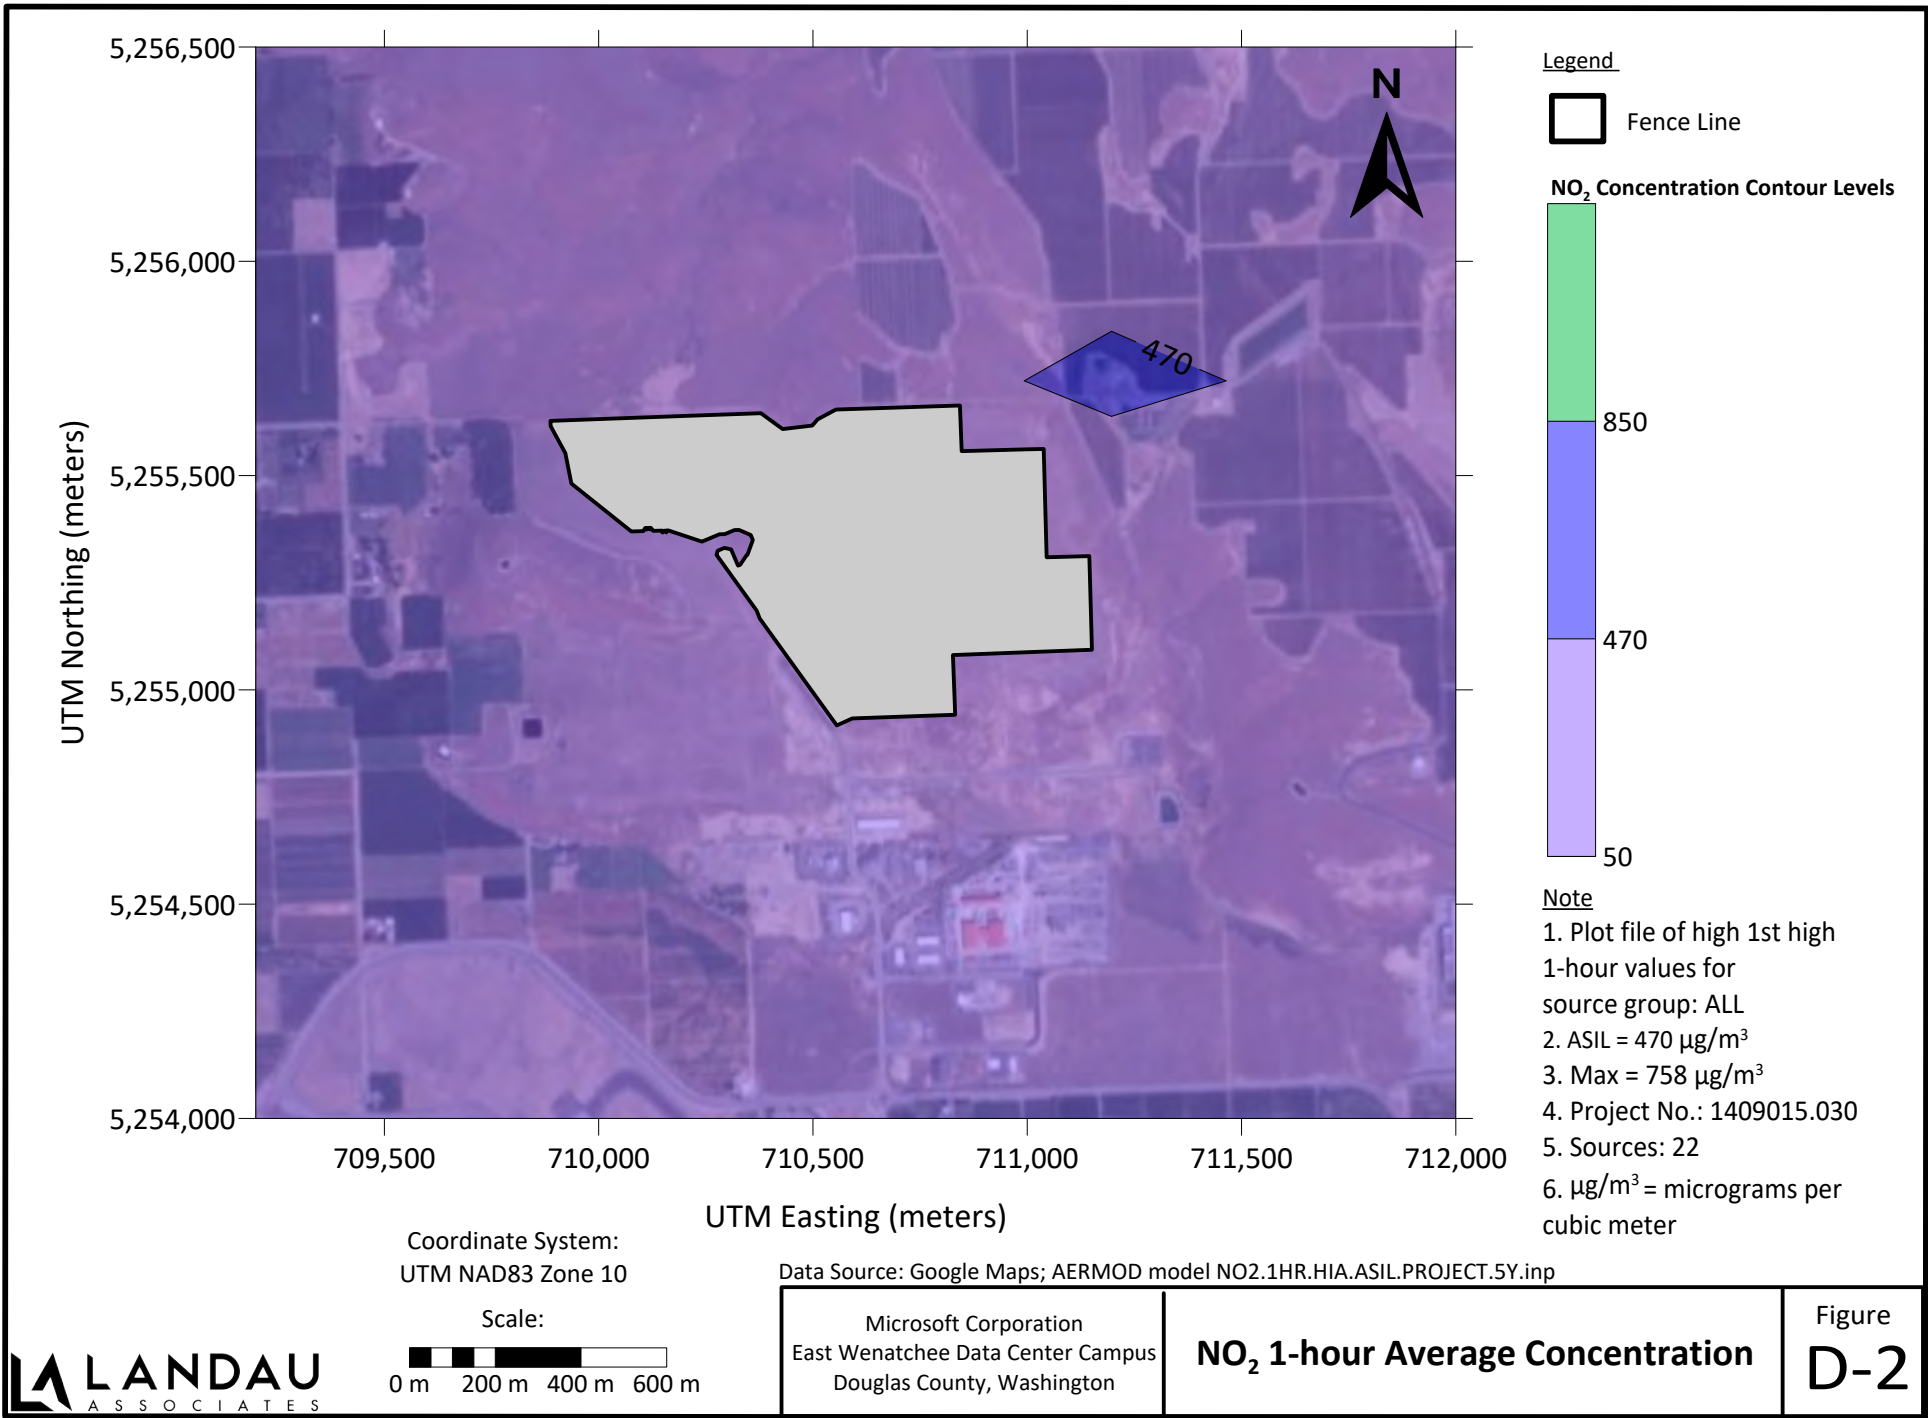 5,256,500
5,256,000
5,255,500
5,255,000
5,254,500
5,254,000
UTM Northing (meters)
N
470
709,500
710,000
710,500
711,000
711,500
712,000
UTM Easting (meters)
Legend
Fence Line
NO₂ Concentration Contour Levels
850
470
50
Note
1. Plot file of high 1st high
1-hour values for
source group: ALL
2. ASIL = 470 µg/m³
3. Max = 758 µg/m³
4. Project No.: 1409015.030
5. Sources: 22
6. µg/m³ = micrograms per
cubic meter
Coordinate System:
UTM NAD83 Zone 10
Scale:
0 m 200 m 400 m 600 m
Data Source: Google Maps; AERMOD model NO2.1HR.HIA.ASIL.PROJECT.5Y.inp
LA LANDAU
ASSOCIATES
Microsoft Corporation
East Wenatchee Data Center Campus
Douglas County, Washington
NO₂ 1-hour Average Concentration
Figure
D-2